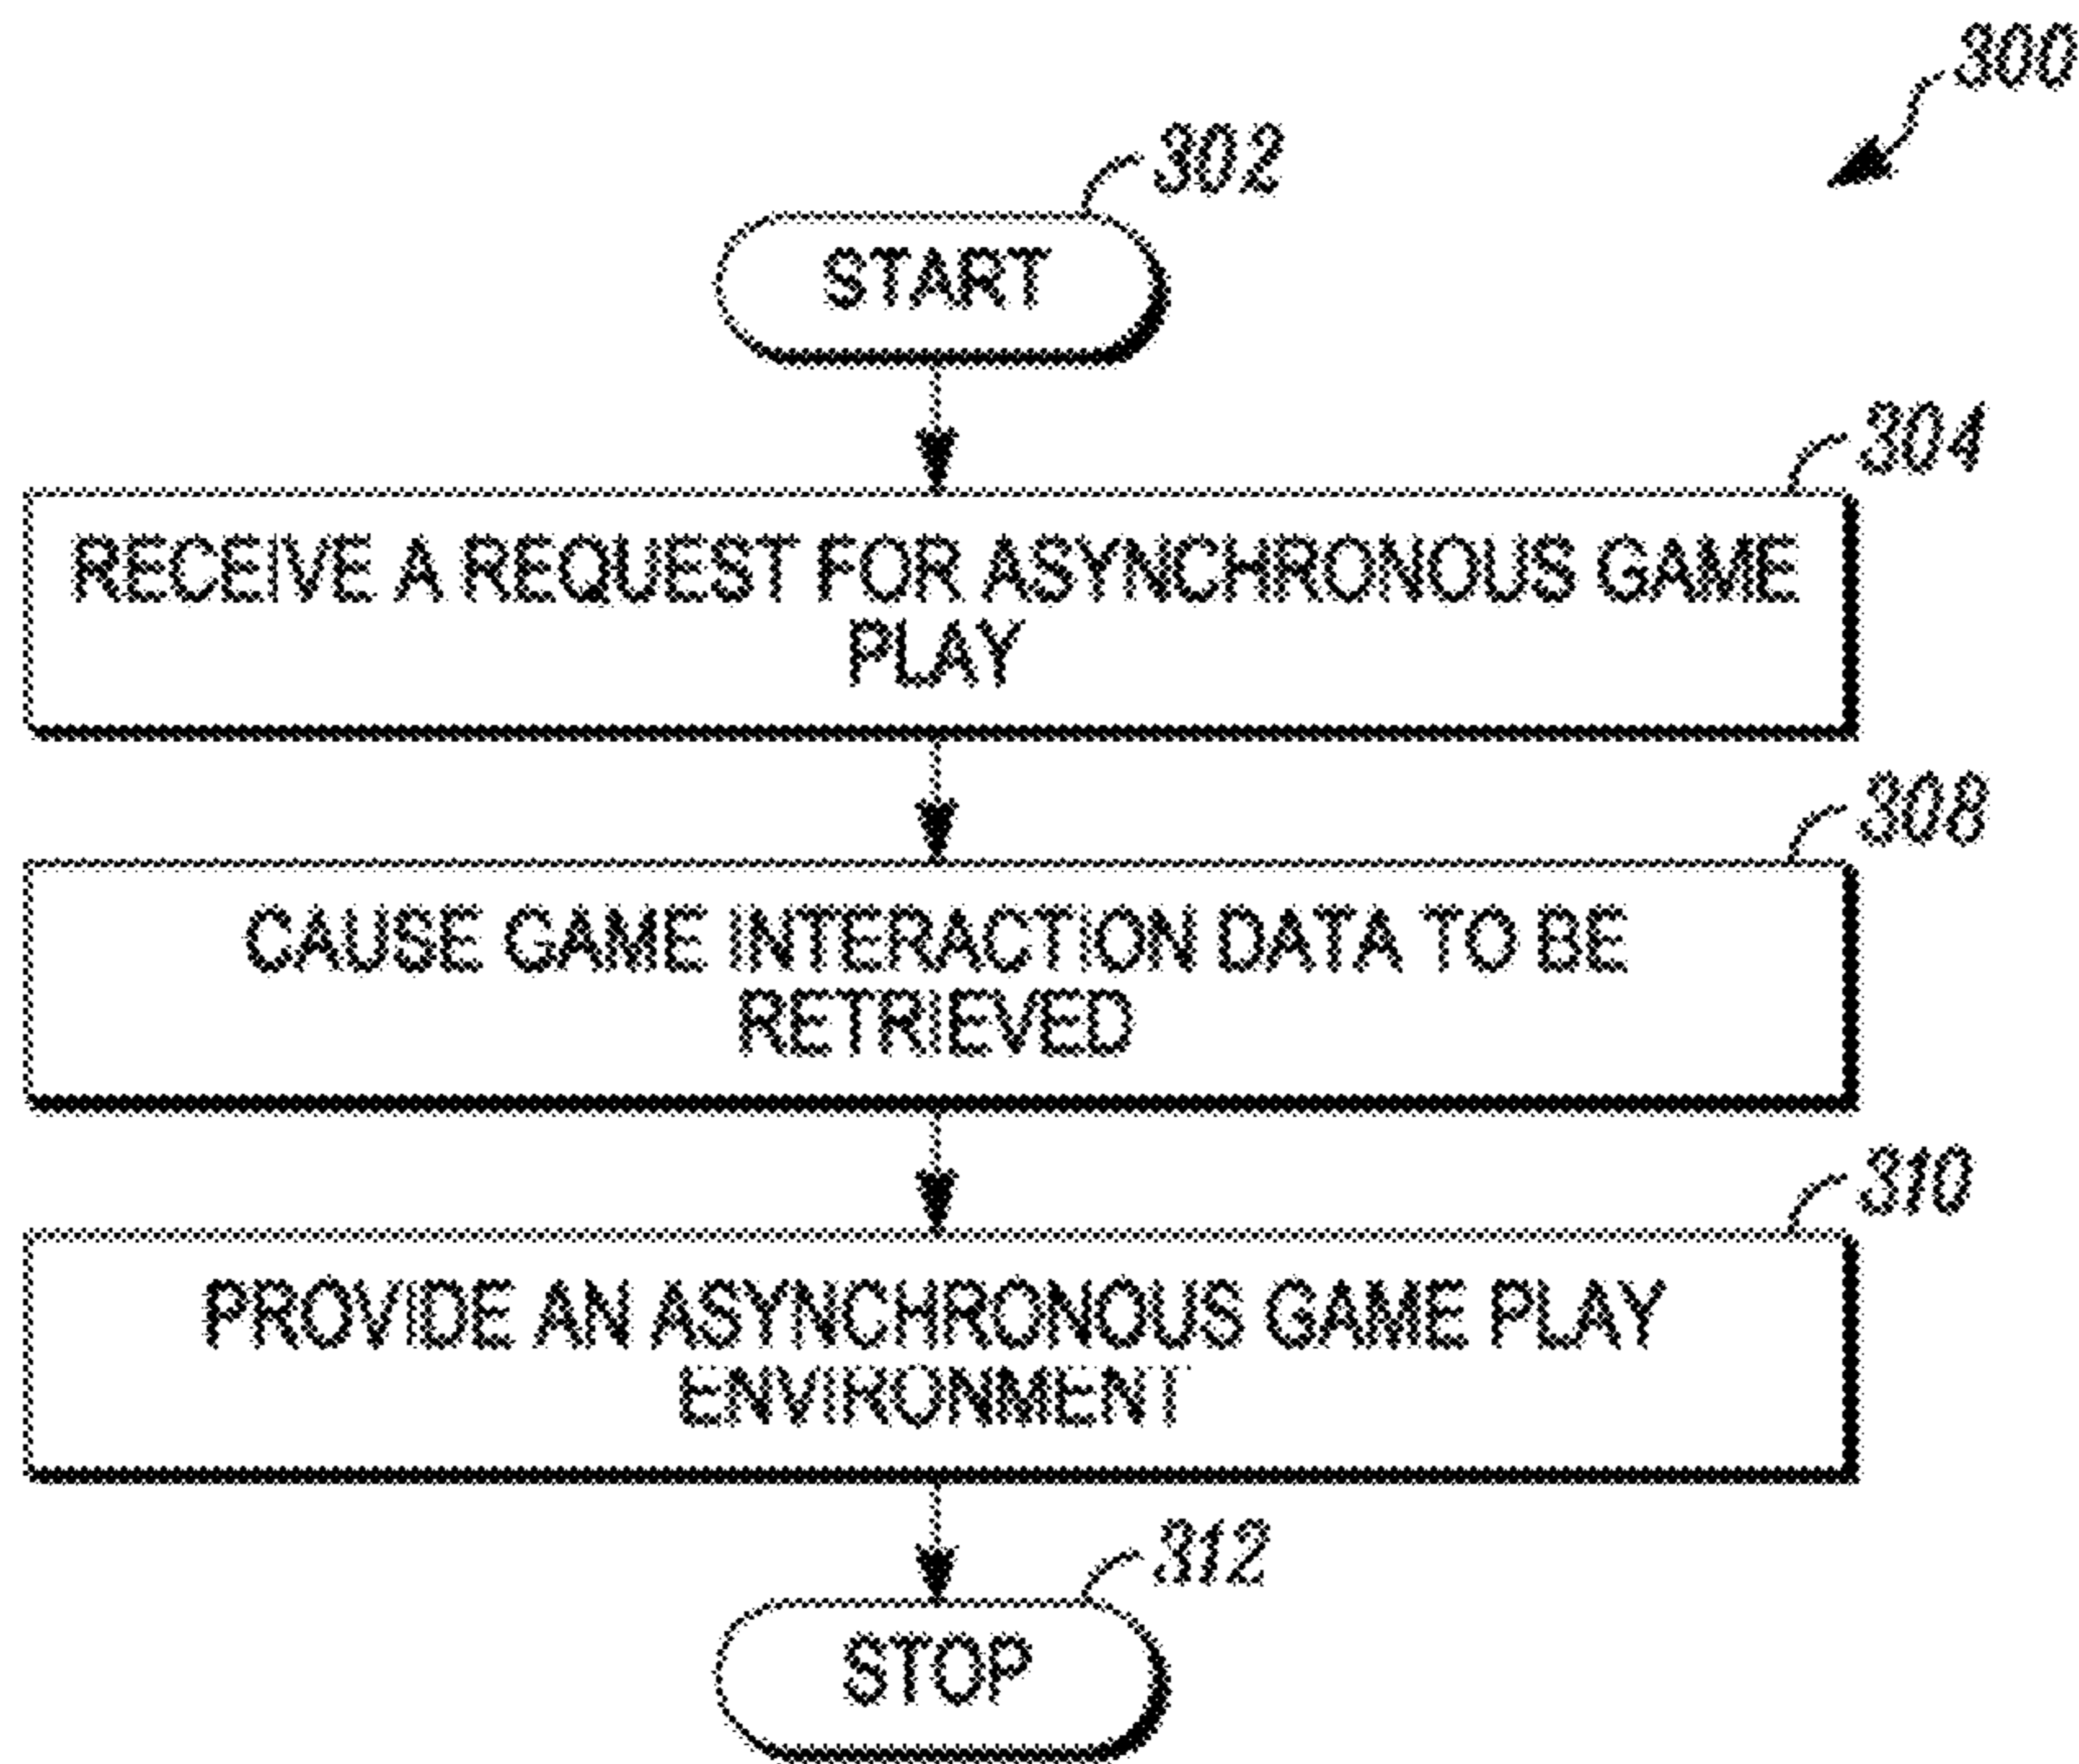 300
302
START
304
RECEIVE A REQUEST FOR ASYNCHRONOUS GAME
PLAY
308
CAUSE GAME INTERACTION DATA TO BE
RETRIEVED
310
PROVIDE AN ASYNCHRONOUS GAME PLAY
ENVIRONMENT
312
STOP